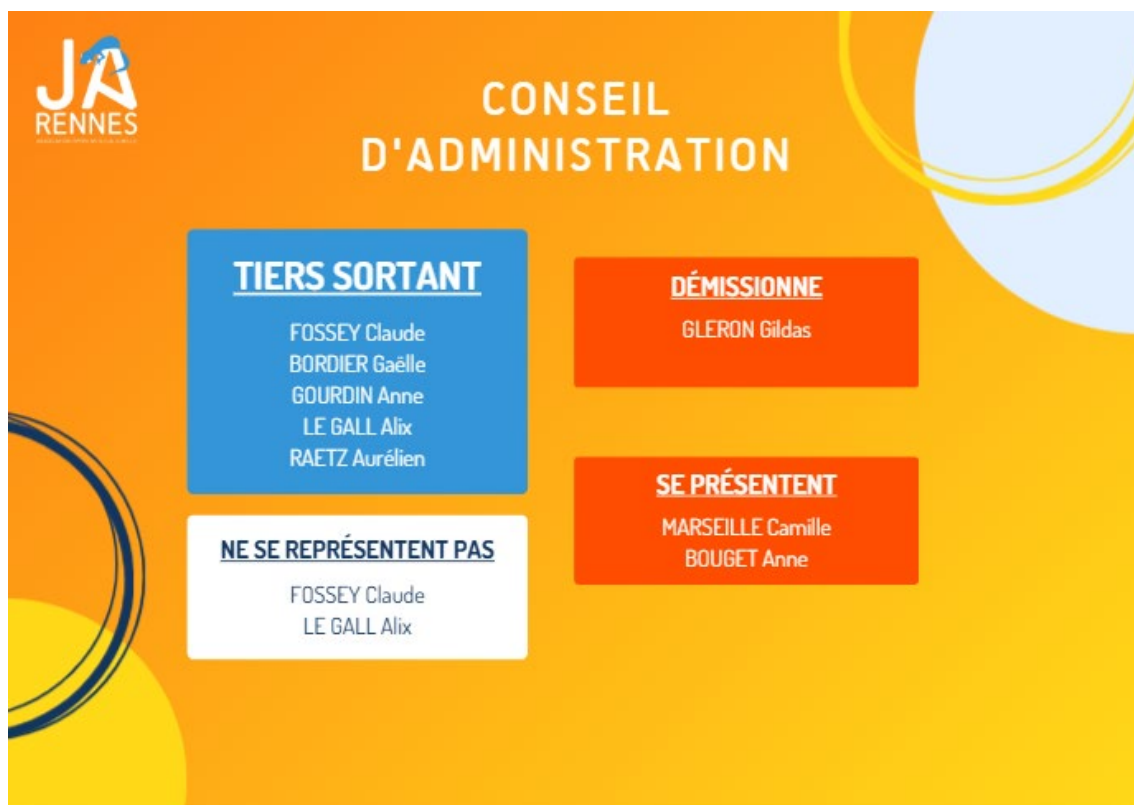 JA
RENNES
CONSEIL
D'ADMINISTRATION
TIERS SORTANT
FOSSEY Claude
BORDIER Gaëlle
GOURDIN Anne
LE GALL Alix
RAETZ Aurélien
NE SE REPRÉSENTENT PAS
FOSSEY Claude
LE GALL Alix
DÉMISSIONNE
GLERON Gildas
SE PRÉSENTENT
MARSEILLE Camille
BOUGET Anne